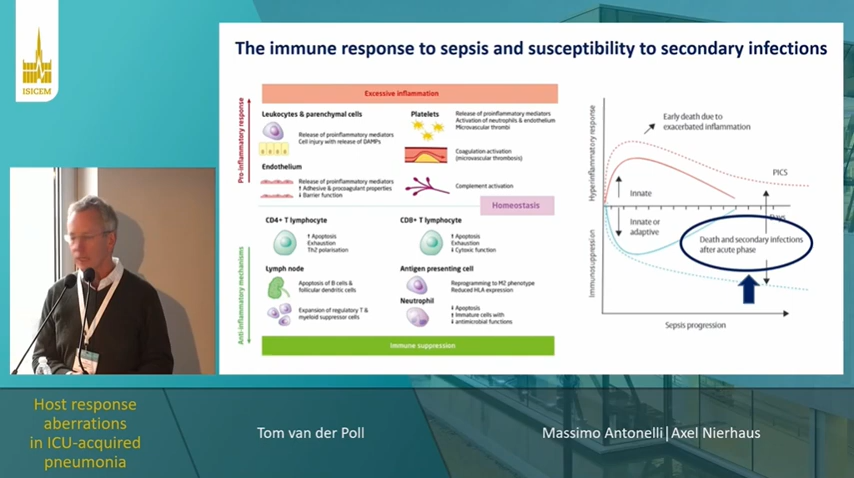 ISICEM
The immune response to sepsis and susceptibility to secondary infections
Pro-inflammatory response
Excessive inflammation
Leukocytes & parenchymal cells
Release of proinflammatory mediators
Cell injury with release of DAMPs
Endothelium
Release of proinflammatory mediators
↑ Adhesive & procoagulant properties
↓ Barrier function
Platelets
Release of proinflammatory mediators
Activation of neutrophils & endothelium
Microvascular thrombi
Coagulation activation
(microvascular thrombosis)
Complement activation
Homeostasis
Anti-inflammatory mechanisms
CD4+ T lymphocyte
↑ Apoptosis
Exhaustion
Th2 polarisation
CD8+ T lymphocyte
↑ Apoptosis
Exhaustion
↓ Cytoxic function
Lymph node
Apoptosis of B cells &
follicular dendritic cells
Expansion of regulatory T &
myeloid suppressor cells
Antigen presenting cell
Reprogramming to M2 phenotype
Reduced HLA expression
Neutrophil
↓ Apoptosis
↑ Immature cells with
↓ antimicrobial functions
Immune suppression
Hyperinflammatory response
Immunosuppression
Early death due to
exacerbated inflammation
PICS
Innate
Days
Innate or
adaptive
Death and secondary infections
after acute phase
Sepsis progression
Host response
aberrations
in ICU-acquired
pneumonia
Tom van der Poll
Massimo Antonelli|Axel Nierhaus